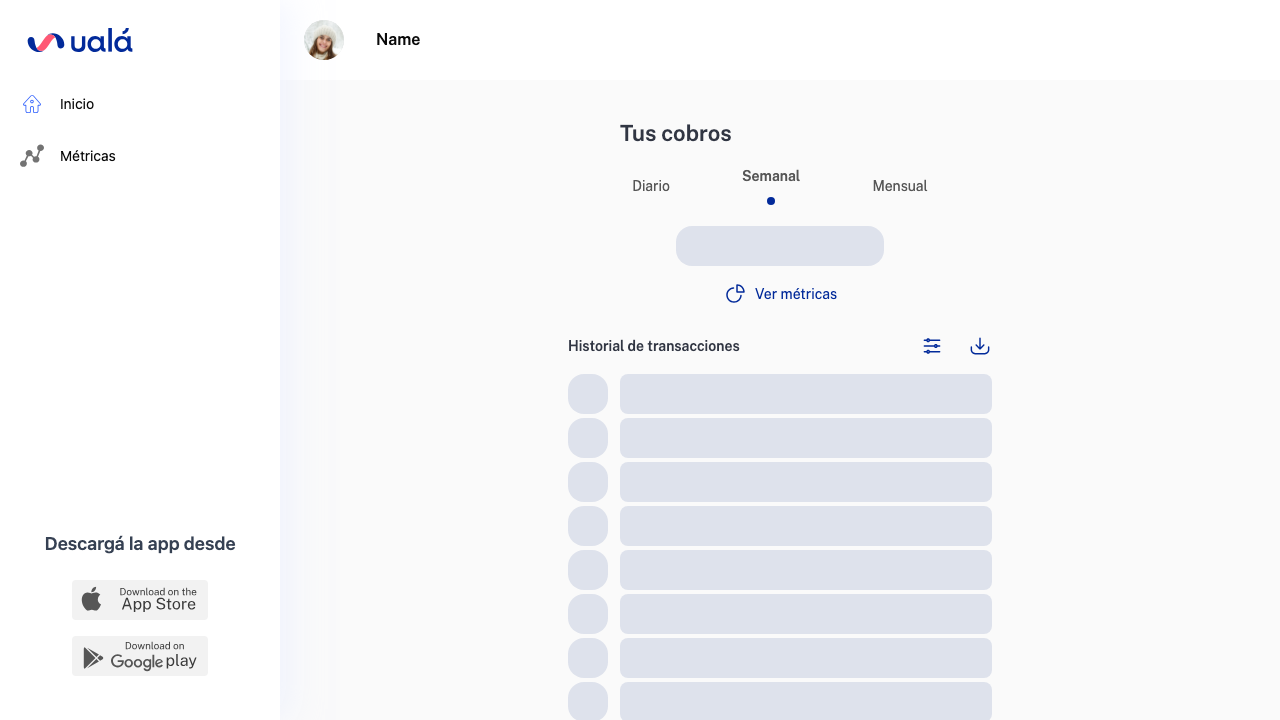 ualá
Name
Inicio
Métricas
Tus cobros
Diario
Semanal
Mensual
Ver métricas
Historial de transacciones
Descargá la app desde
Download on the
App Store
Download on
Google play